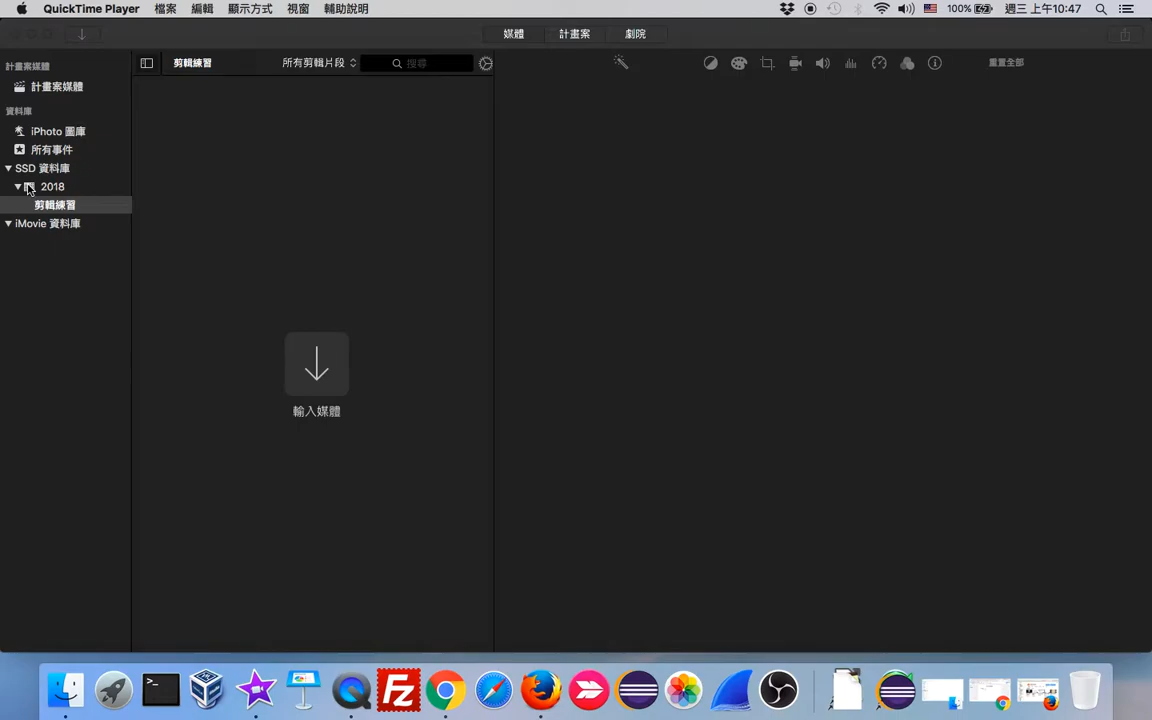 QuickTime Player 檔案 編輯 顯示方式 視窗 輔助說明 100% 週三 上午10:47
媒體 計畫案 劇院
計畫案媒體
計畫案媒體
資料庫
iPhoto 圖庫
所有事件
SSD 資料庫
2018
剪輯練習
iMovie 資料庫
剪輯練習 所有剪輯片段 搜尋 重置全部
輸入媒體